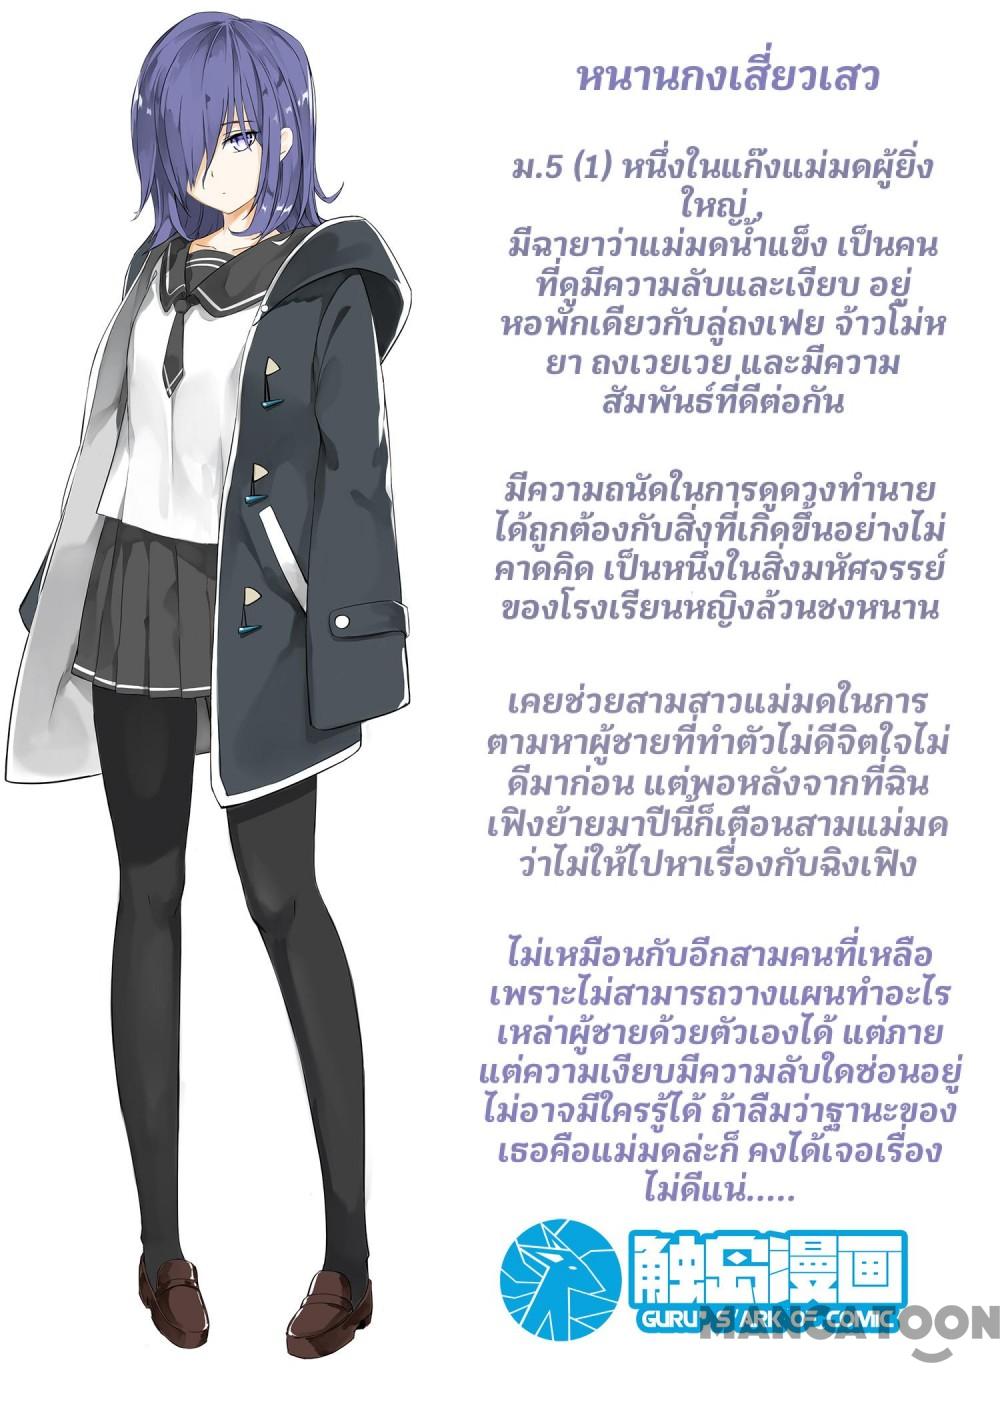 หนานกงเสี่ยวเสว
ม.5 (1) หนึ่งในแก๊งแม่มดผู้ยิ่ง
ใหญ่ ,
มีฉายาว่าแม่มดน้ำแข็ง เป็นคน
ที่ดูมีความลับและเงียบ อยู่
หอพักเดียวกับลู่ถงเฟย จ้าวโม่ห
ยา ถงเวยเวย และมีความ
สัมพันธ์ที่ดีต่อกัน
มีความถนัดในการดูดวงทำนาย
ได้ถูกต้องกับสิ่งที่เกิดขึ้นอย่างไม่
คาดคิด เป็นหนึ่งในสิ่งมหัศจรรย์
ของโรงเรียนหญิงล้วนชงหนาน
เคยช่วยสามสาวแม่มดในการ
ตามหาผู้ชายที่ทำตัวไม่ดีจิตใจไม่
ดีมาก่อน แต่พอหลังจากที่ฉิน
เฟิงย้ายมาปีนี้ก็เตือนสามแม่มด
ว่าไม่ให้ไปหาเรื่องกับฉิงเฟิง
ไม่เหมือนกับอีกสามคนที่เหลือ
เพราะไม่สามารถวางแผนทำอะไร
เหล่าผู้ชายด้วยตัวเองได้ แต่ภาย
แต่ความเงียบมีความลับใดซ่อนอยู่
ไม่อาจมีใครรู้ได้ ถ้าลืมว่าฐานะของ
เธอคือแม่มดล่ะก็ คงได้เจอเรื่อง
ไม่ดีแน่.....
触岛漫画
GURU'S ARK OF COMIC
MANGATOON